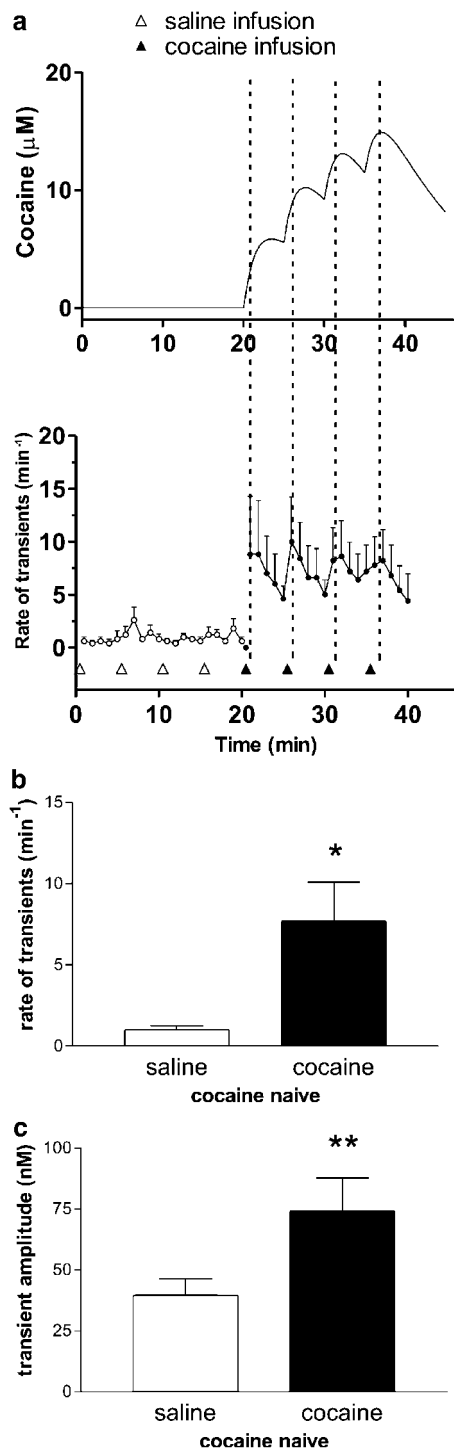 a
△ saline infusion
▲ cocaine infusion
Cocaine (μM)
20
10
0
0 10 20 30 40
Rate of transients (min⁻¹)
20
15
10
5
0
0 10 20 30 40
Time (min)
b
rate of transients (min⁻¹)
15
10
5
0
*
saline cocaine
cocaine naive
c
transient amplitude (nM)
100
75
50
25
0
**
saline cocaine
cocaine naive